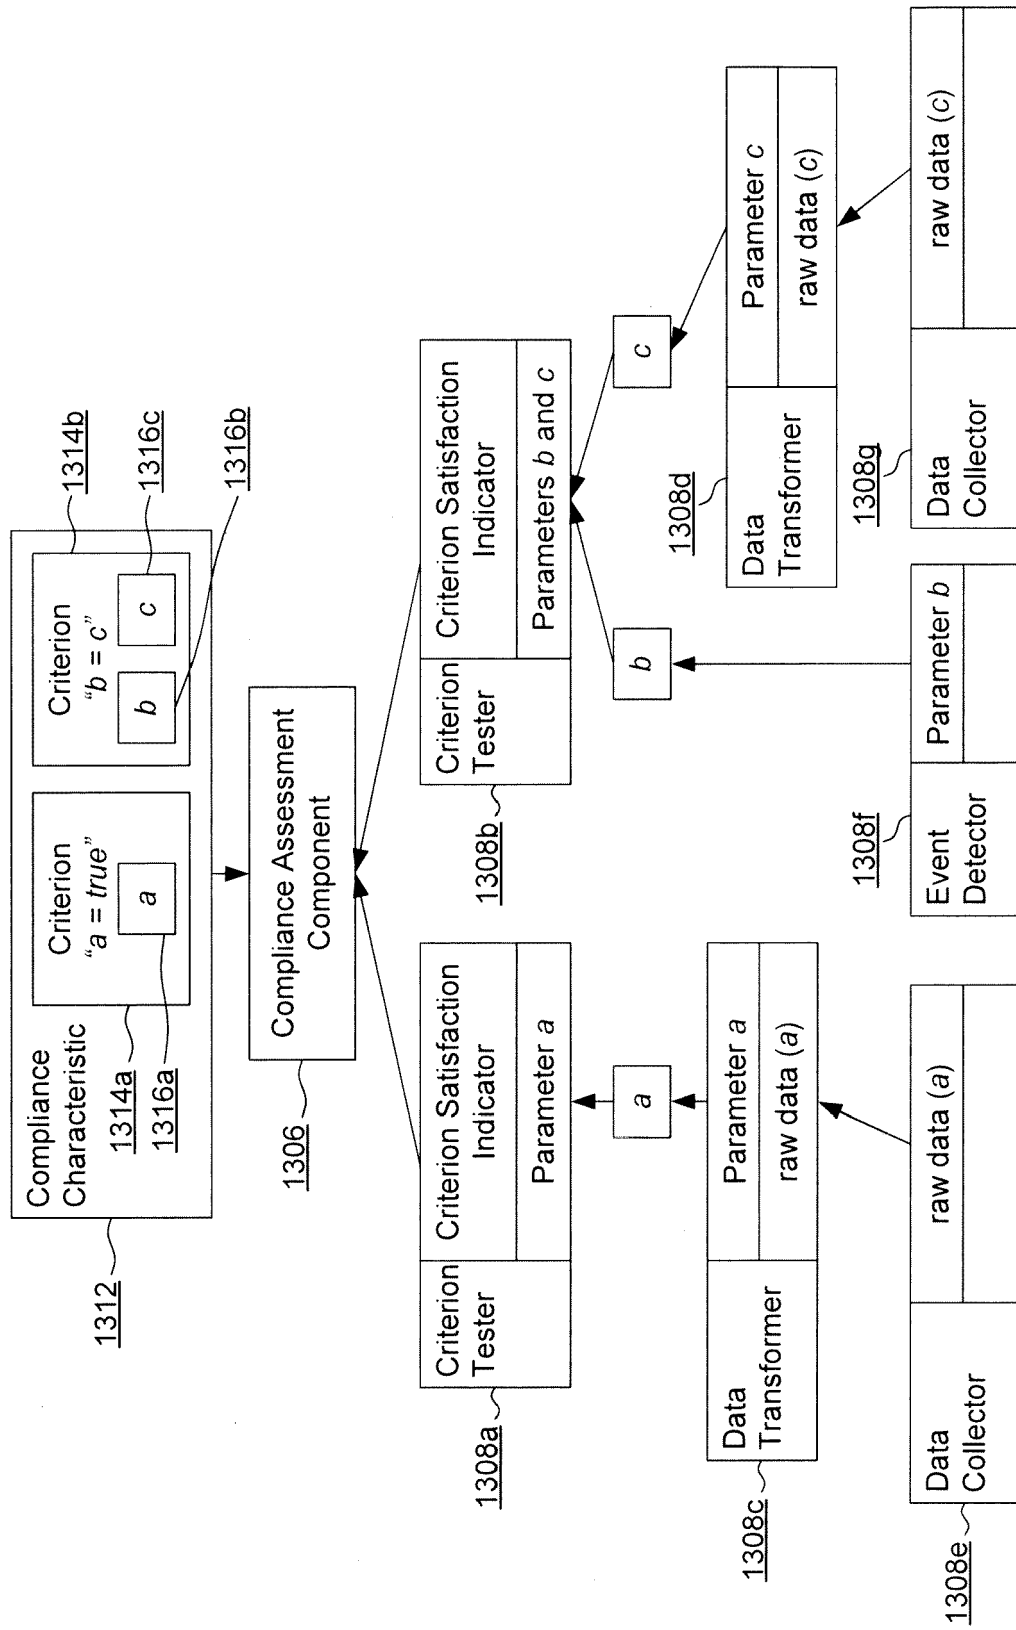 Compliance
Characteristic
Criterion
“a = true”
a
Criterion
“b = c”
b
c
1312
1314a
1316a
1314b
1316c
1316b
Compliance Assessment
Component
1306
Criterion
Tester
Criterion Satisfaction
Indicator
Parameter a
1308a
Criterion
Tester
Criterion Satisfaction
Indicator
Parameters b and c
1308b
a
b
c
Data
Transformer
Parameter a
raw data (a)
1308c
Data
Transformer
Parameter c
raw data (c)
1308d
Data
Collector
raw data (a)
1308e
Event
Detector
Parameter b
1308f
Data
Collector
raw data (c)
1308g